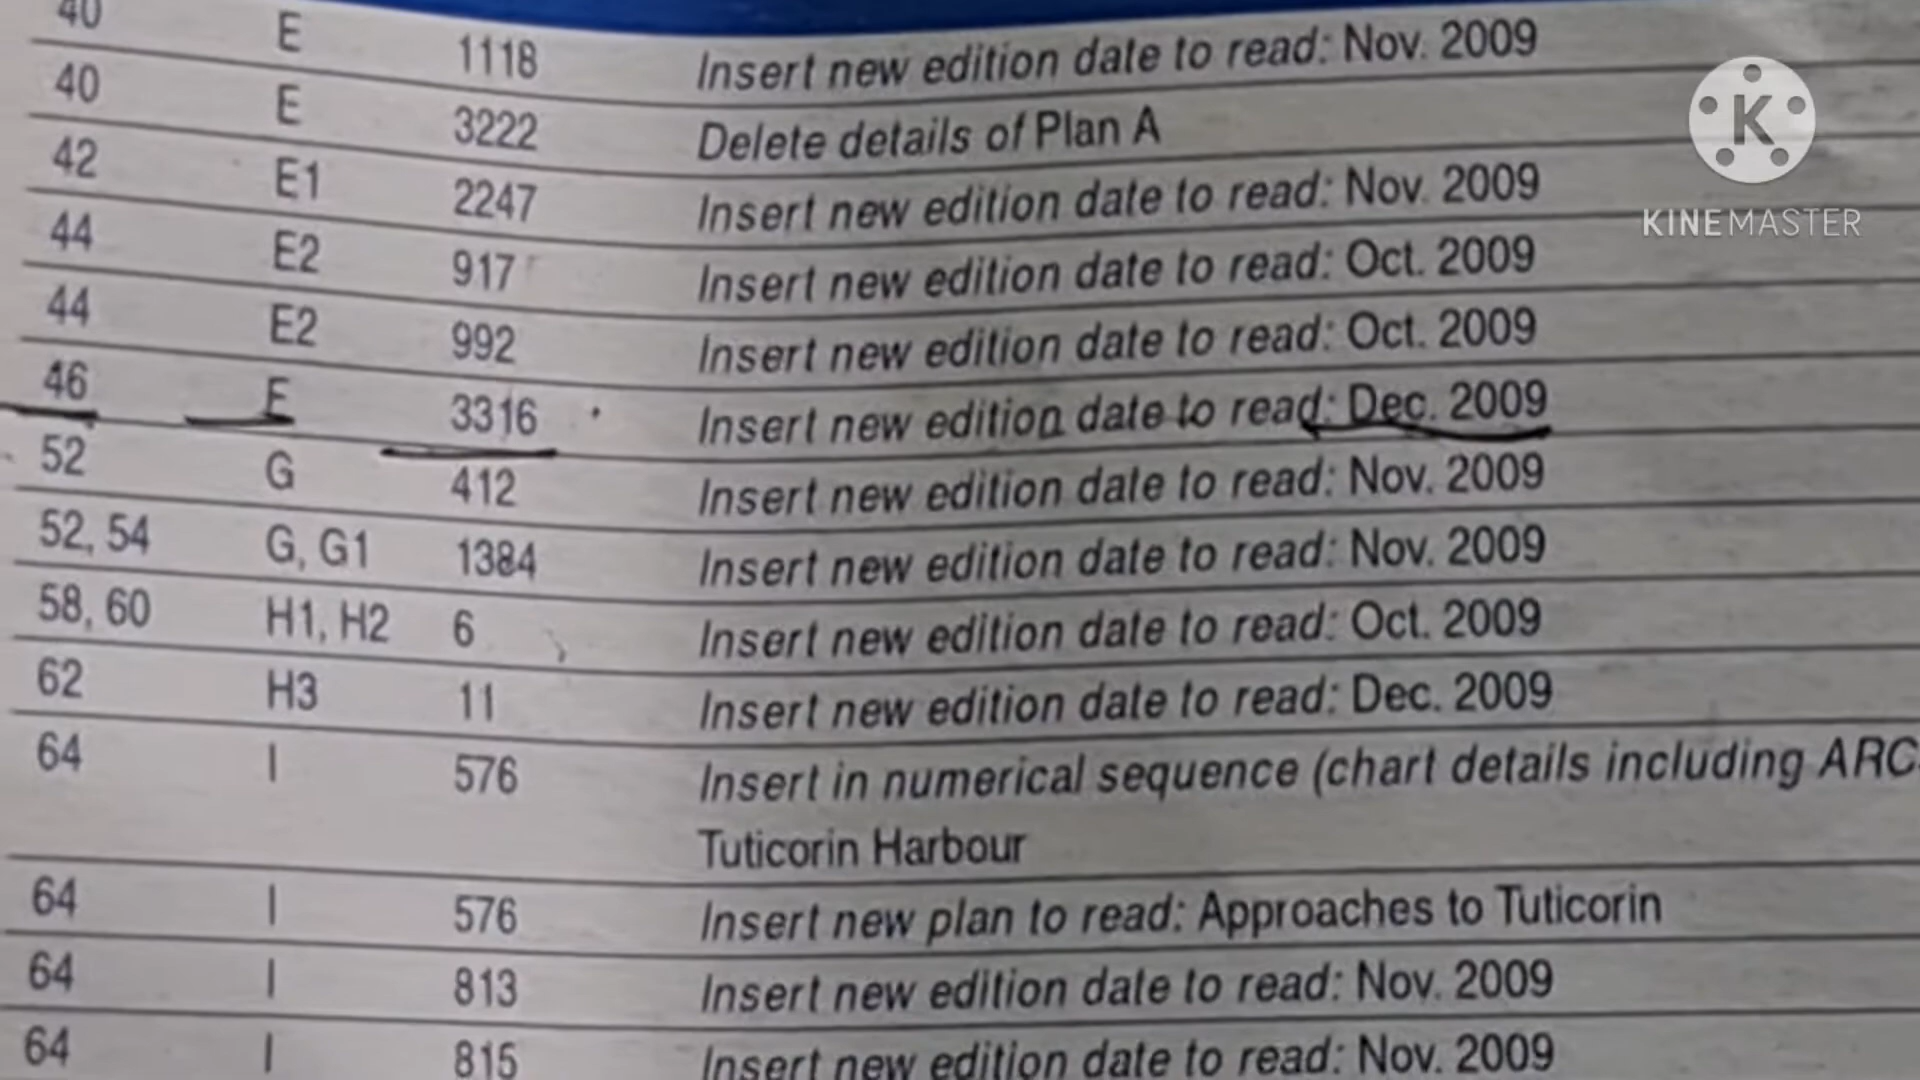 40 E 1118 Insert new edition date to read: Nov. 2009
40 E 3222 Delete details of Plan A
42 E1 2247 Insert new edition date to read: Nov. 2009
44 E2 917 Insert new edition date to read: Oct. 2009
44 E2 992 Insert new edition date to read: Oct. 2009
46 F 3316 Insert new edition date to read: Dec. 2009
52 G 412 Insert new edition date to read: Nov. 2009
52, 54 G, G1 1384 Insert new edition date to read: Nov. 2009
58, 60 H1, H2 6 Insert new edition date to read: Oct. 2009
62 H3 11 Insert new edition date to read: Dec. 2009
64 I 576 Insert in numerical sequence (chart details including ARC
Tuticorin Harbour
64 I 576 Insert new plan to read: Approaches to Tuticorin
64 I 813 Insert new edition date to read: Nov. 2009
64 I 815 Insert new edition date to read: Nov. 2009
K
KINEMASTER